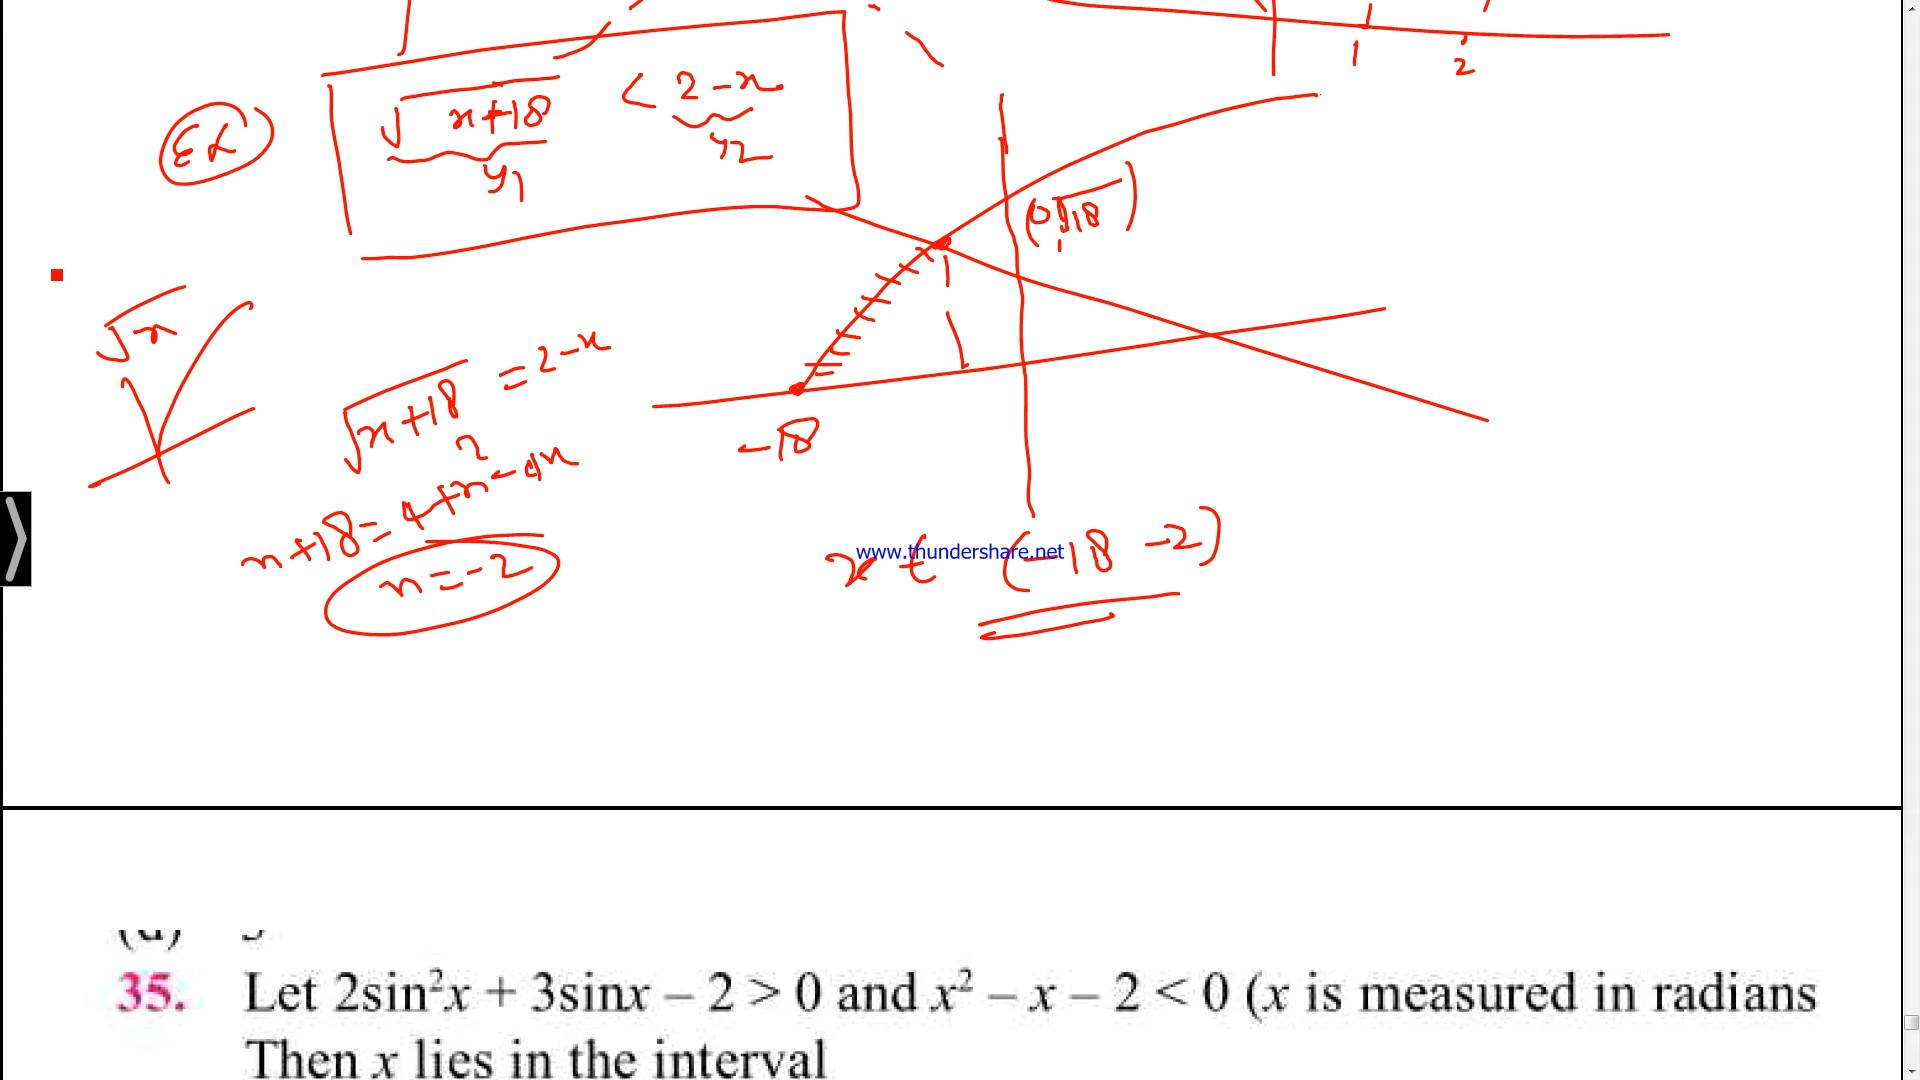 1
2
Ex)
√x+18 < 2-x
y1
y2
(0,√18)
√x
√x+18 = 2-x
x+18 = 4+x²-4x
x = -2
-18
www.thundershare.net
x ∈ (-18 -2)
35. Let 2sin²x + 3sinx – 2 > 0 and x² – x – 2 < 0 (x is measured in radians
Then x lies in the interval